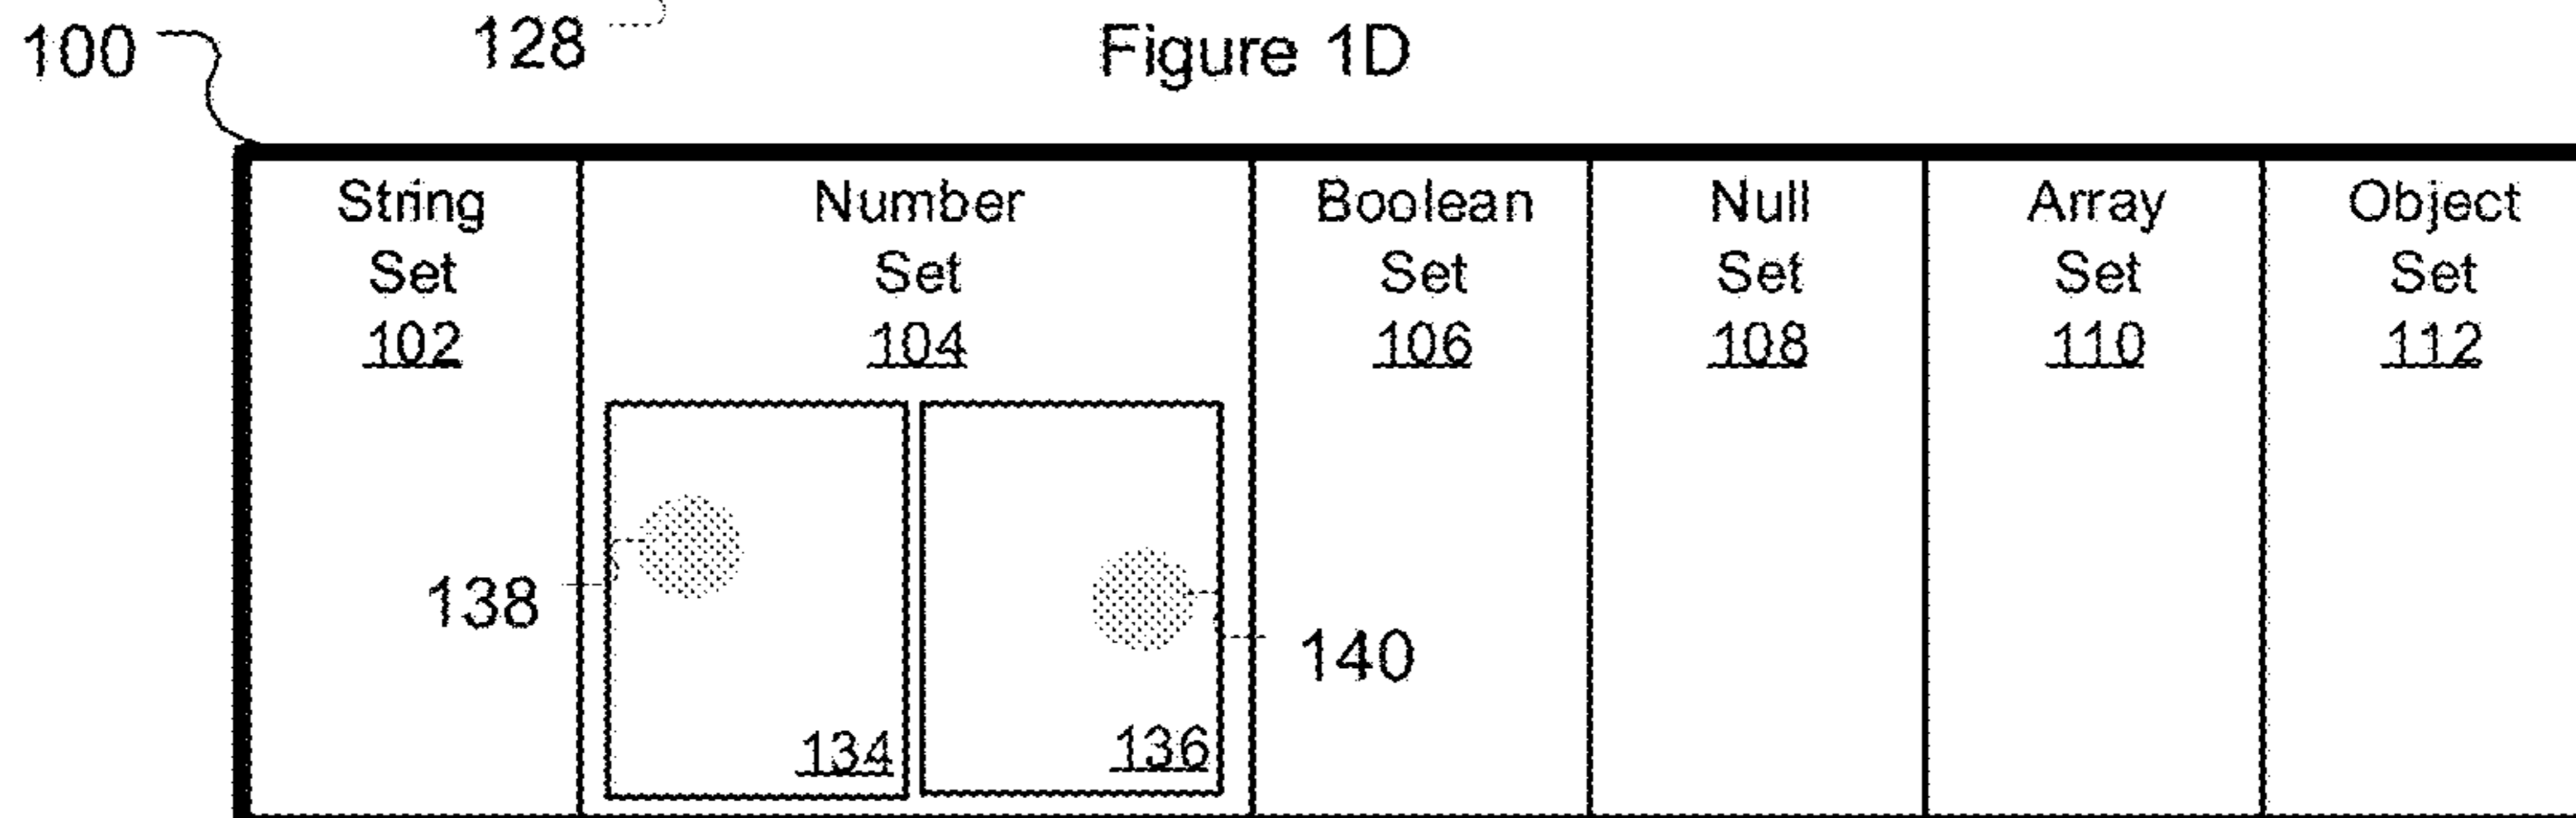 100
128
Figure 1D
String
Set
102
Number
Set
104
Boolean
Set
106
Null
Set
108
Array
Set
110
Object
Set
112
138
140
134
136